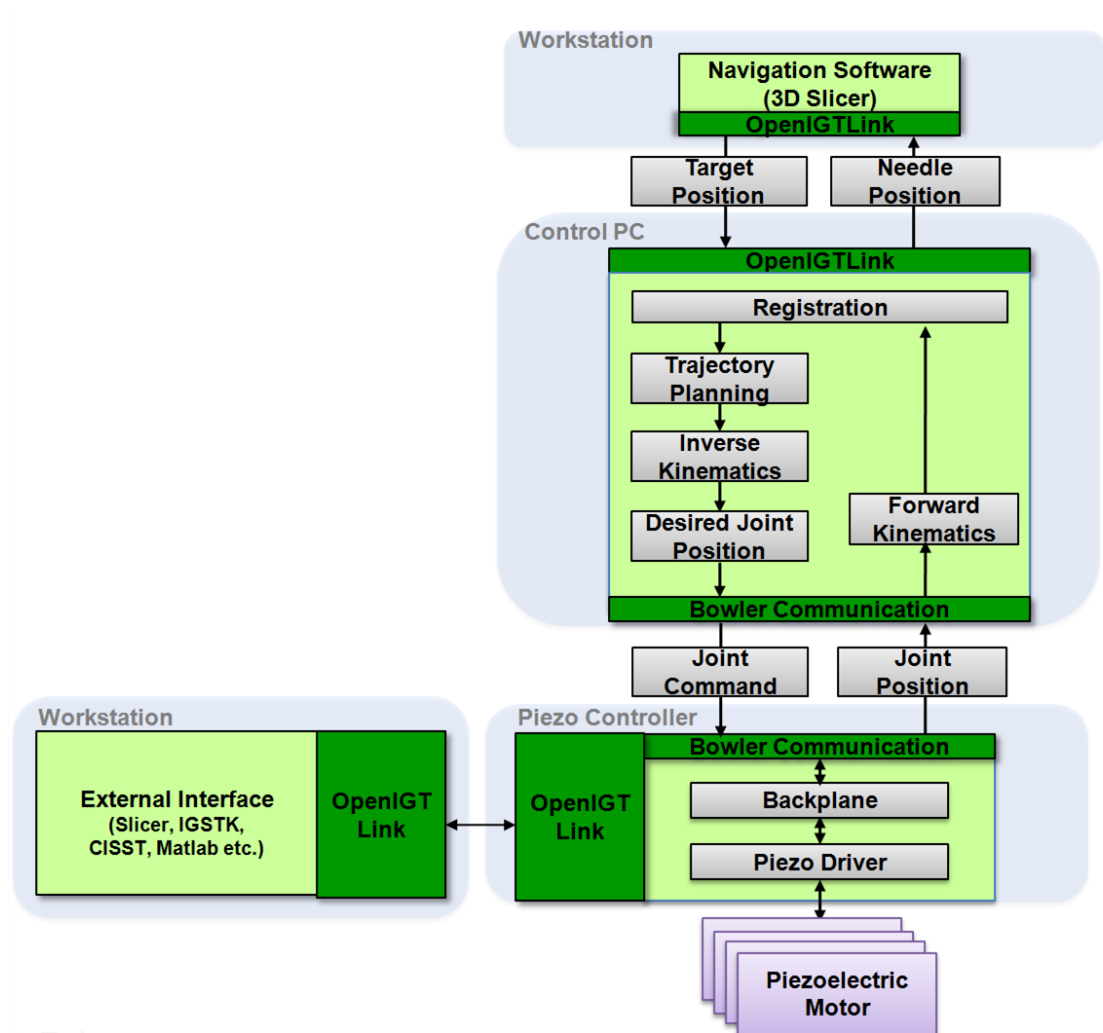 Workstation
Navigation Software
(3D Slicer)
OpenIGTLink
Target
Position
Needle
Position
Control PC
OpenIGTLink
Registration
Trajectory
Planning
Inverse
Kinematics
Desired Joint
Position
Forward
Kinematics
Bowler Communication
Joint
Command
Joint
Position
Workstation
External Interface
(Slicer, IGSTK,
CISST, Matlab etc.)
OpenIGT
Link
Piezo Controller
OpenIGT
Link
Bowler Communication
Backplane
Piezo Driver
Piezoelectric
Motor